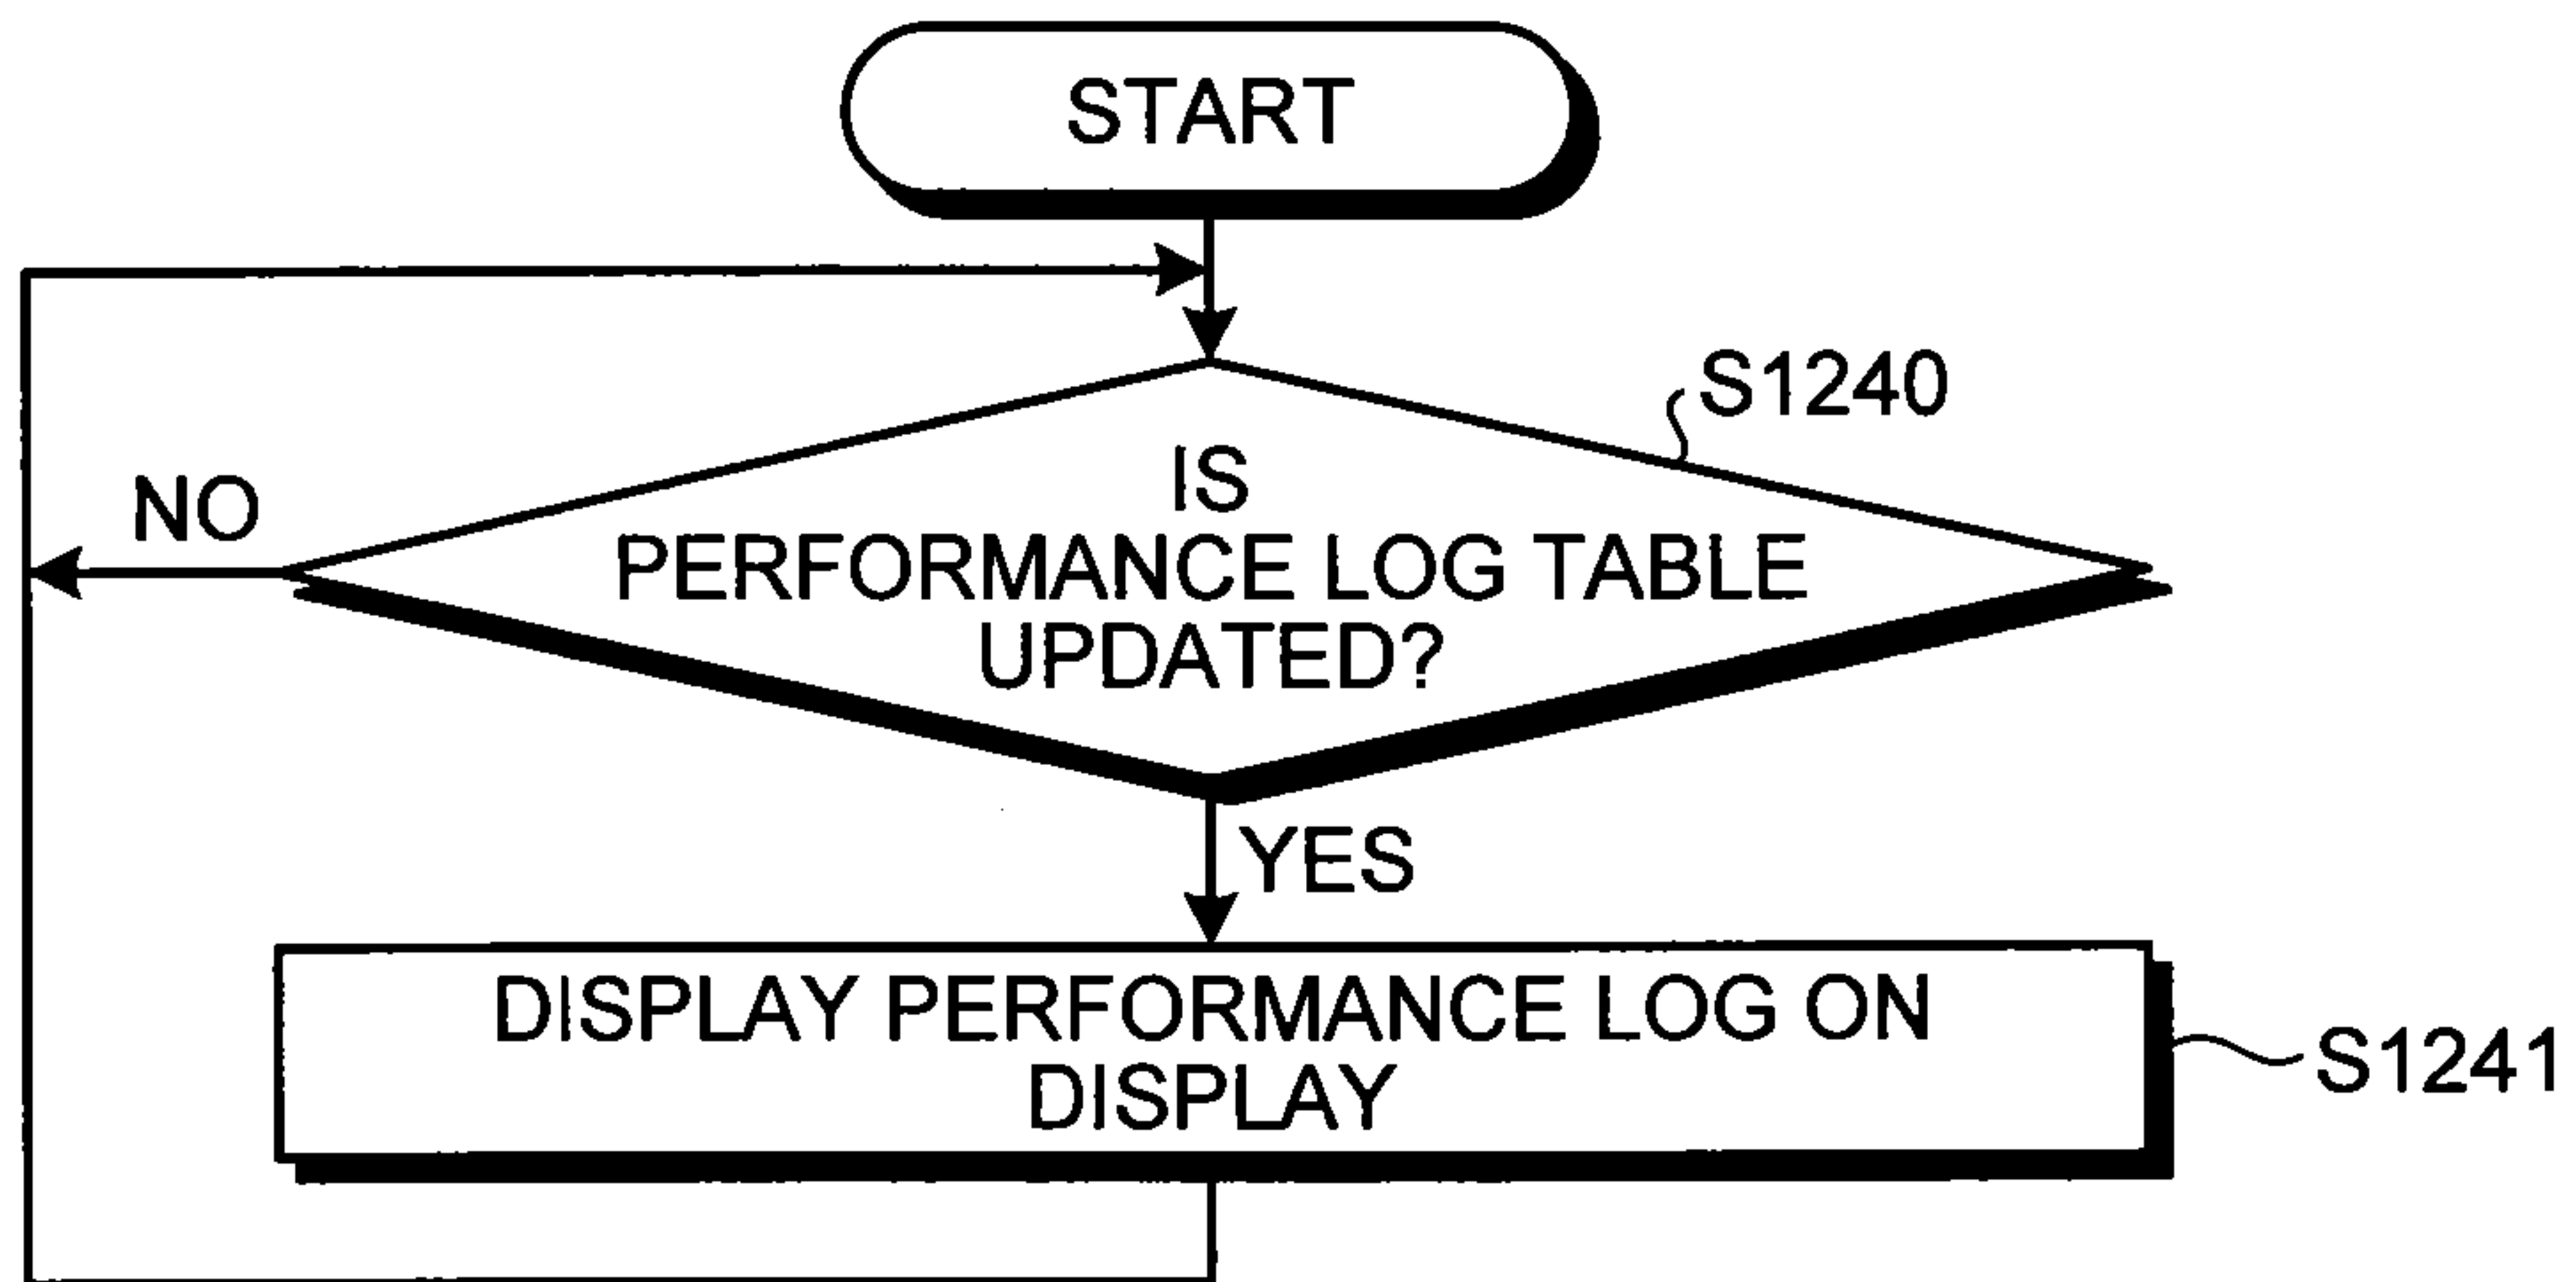 START
S1240
IS
PERFORMANCE LOG TABLE
UPDATED?
NO
YES
DISPLAY PERFORMANCE LOG ON
DISPLAY
S1241